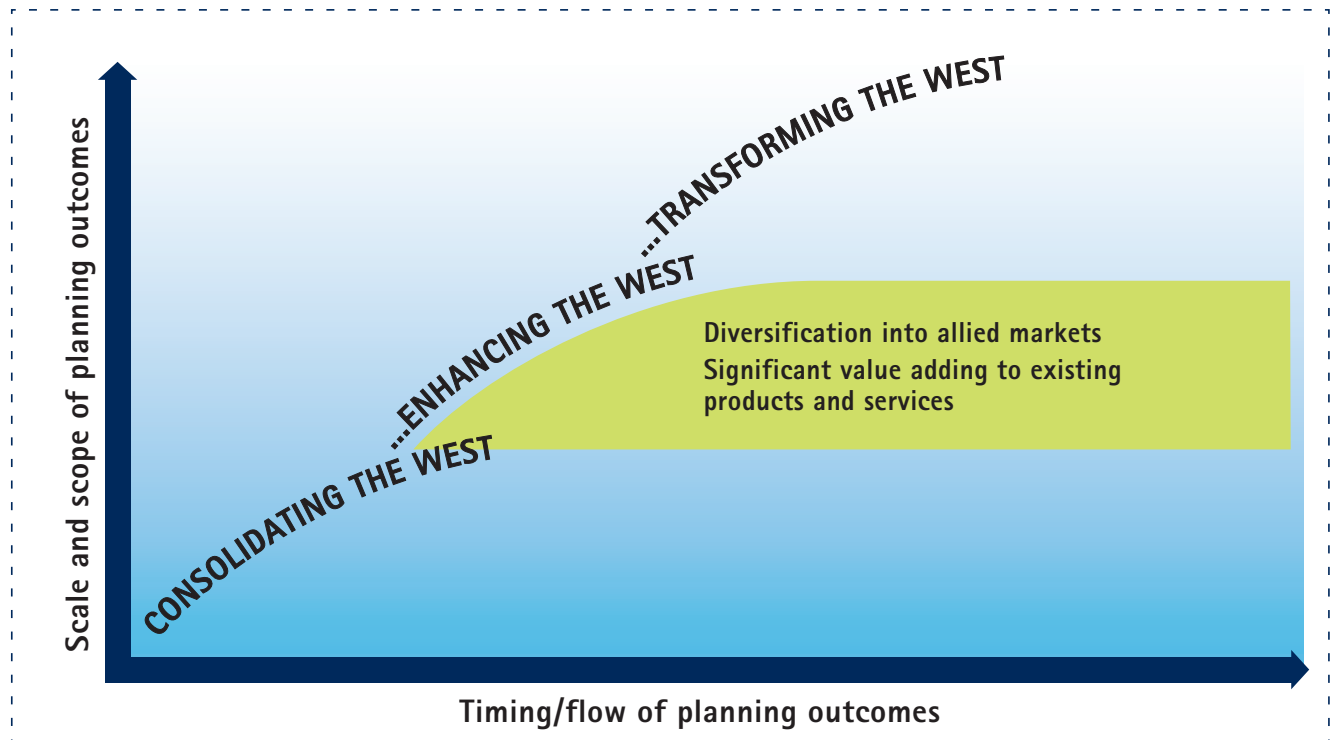 Scale and scope of planning outcomes
...TRANSFORMING THE WEST
...ENHANCING THE WEST
CONSOLIDATING THE WEST
Diversification into allied markets
Significant value adding to existing
products and services
Timing/flow of planning outcomes